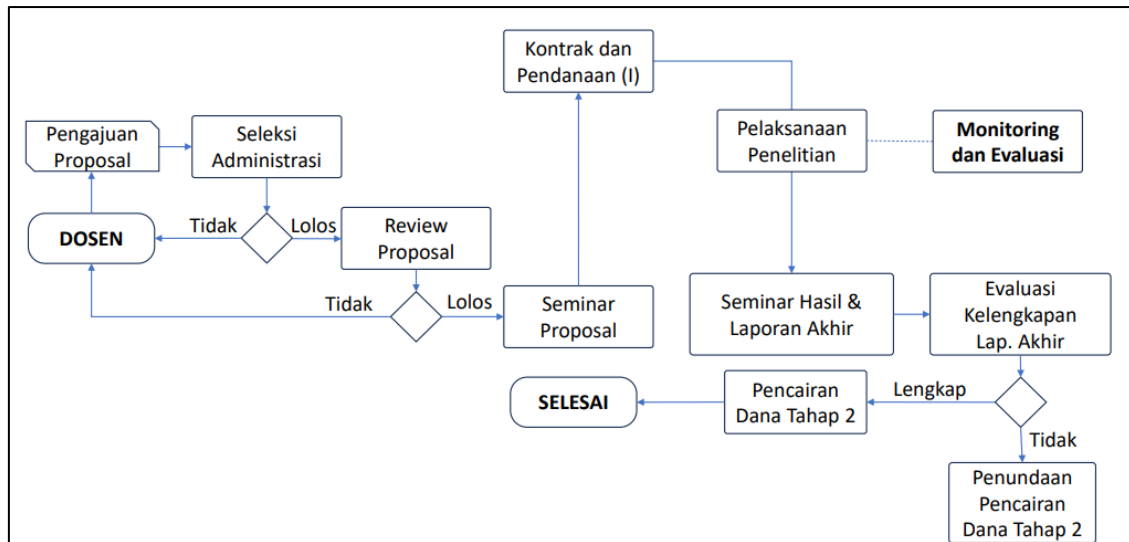 Pengajuan
Proposal
Seleksi
Administrasi
DOSEN
Tidak
Lolos
Review
Proposal
Tidak
Lolos
Seminar
Proposal
Kontrak dan
Pendanaan (I)
Pelaksanaan
Penelitian
Monitoring
dan Evaluasi
Seminar Hasil &
Laporan Akhir
Evaluasi
Kelengkapan
Lap. Akhir
Lengkap
Pencairan
Dana Tahap 2
SELESAI
Tidak
Penundaan
Pencairan
Dana Tahap 2